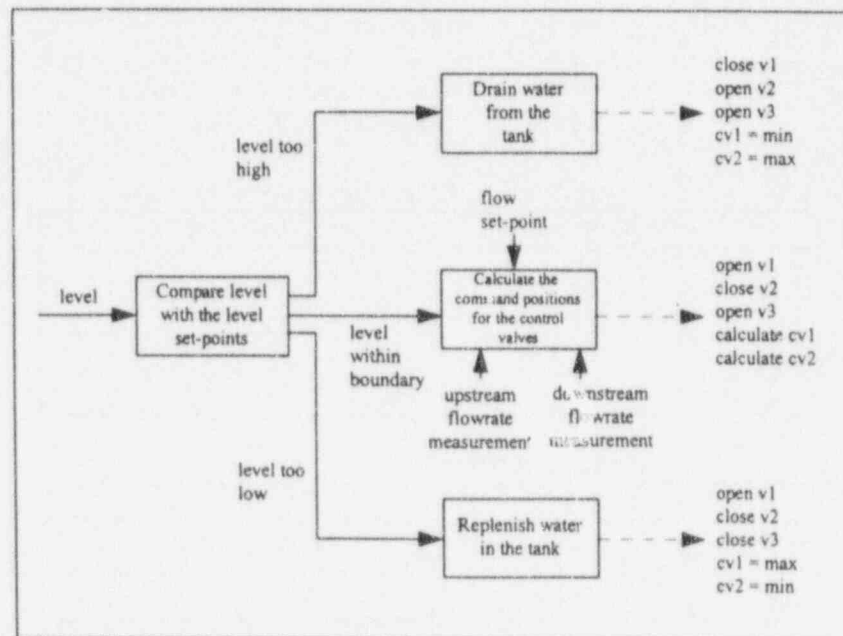 close v1
open v2
open v3
cv1 = min
cv2 = max
Drain water
from the
tank
level too
high
flow
set-point
level
Compare level
with the level
set-points
Calculate the
positions
for the control
valves
level
within
boundary
open v1
close v2
open v3
calculate cv1
calculate cv2
upstream
flowrate
measurement
downstream
flowrate
measurement
level too
low
Replenish water
in the tank
open v1
close v2
close v3
cv1 = max
cv2 = min